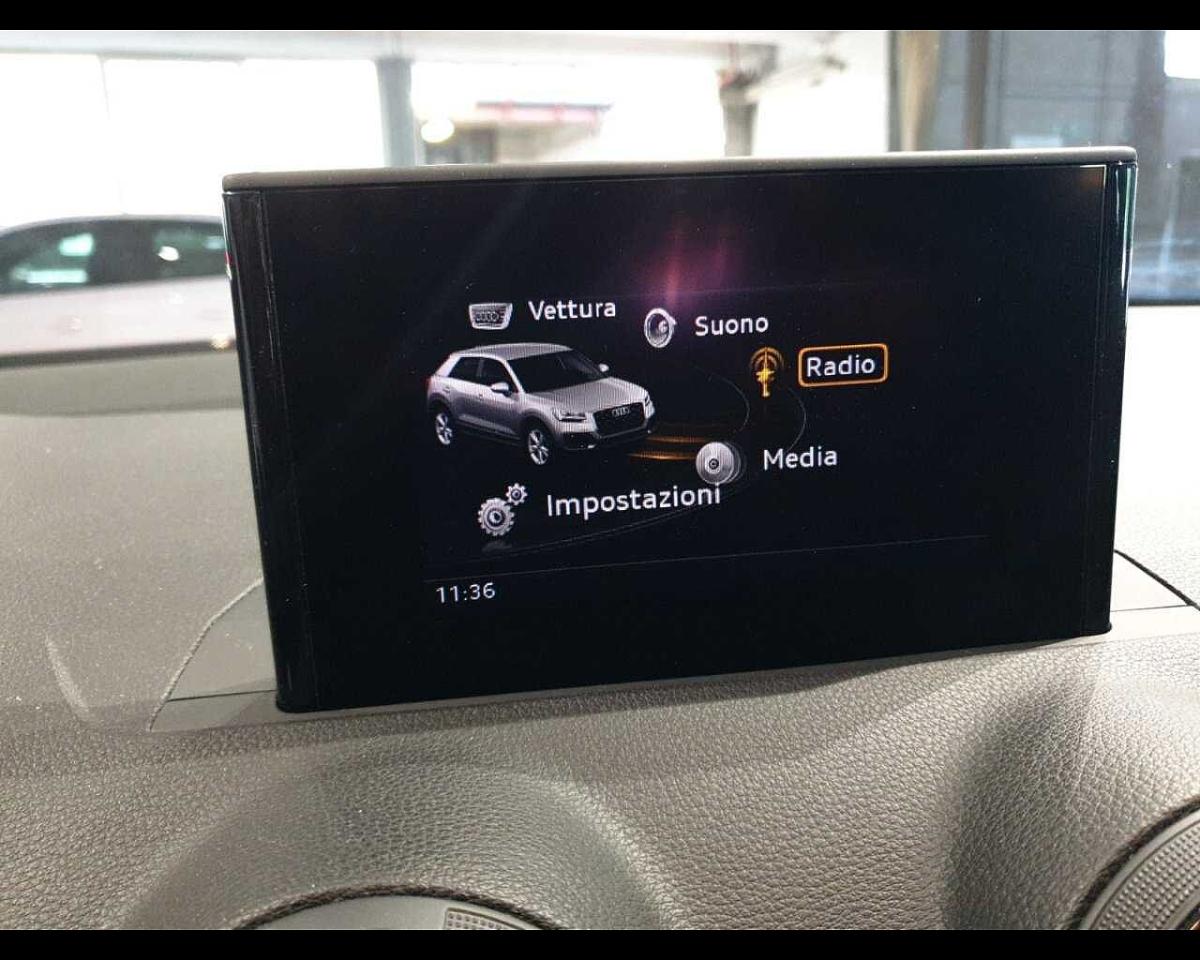 Vettura
Suono
Radio
Media
Impostazioni
11:36